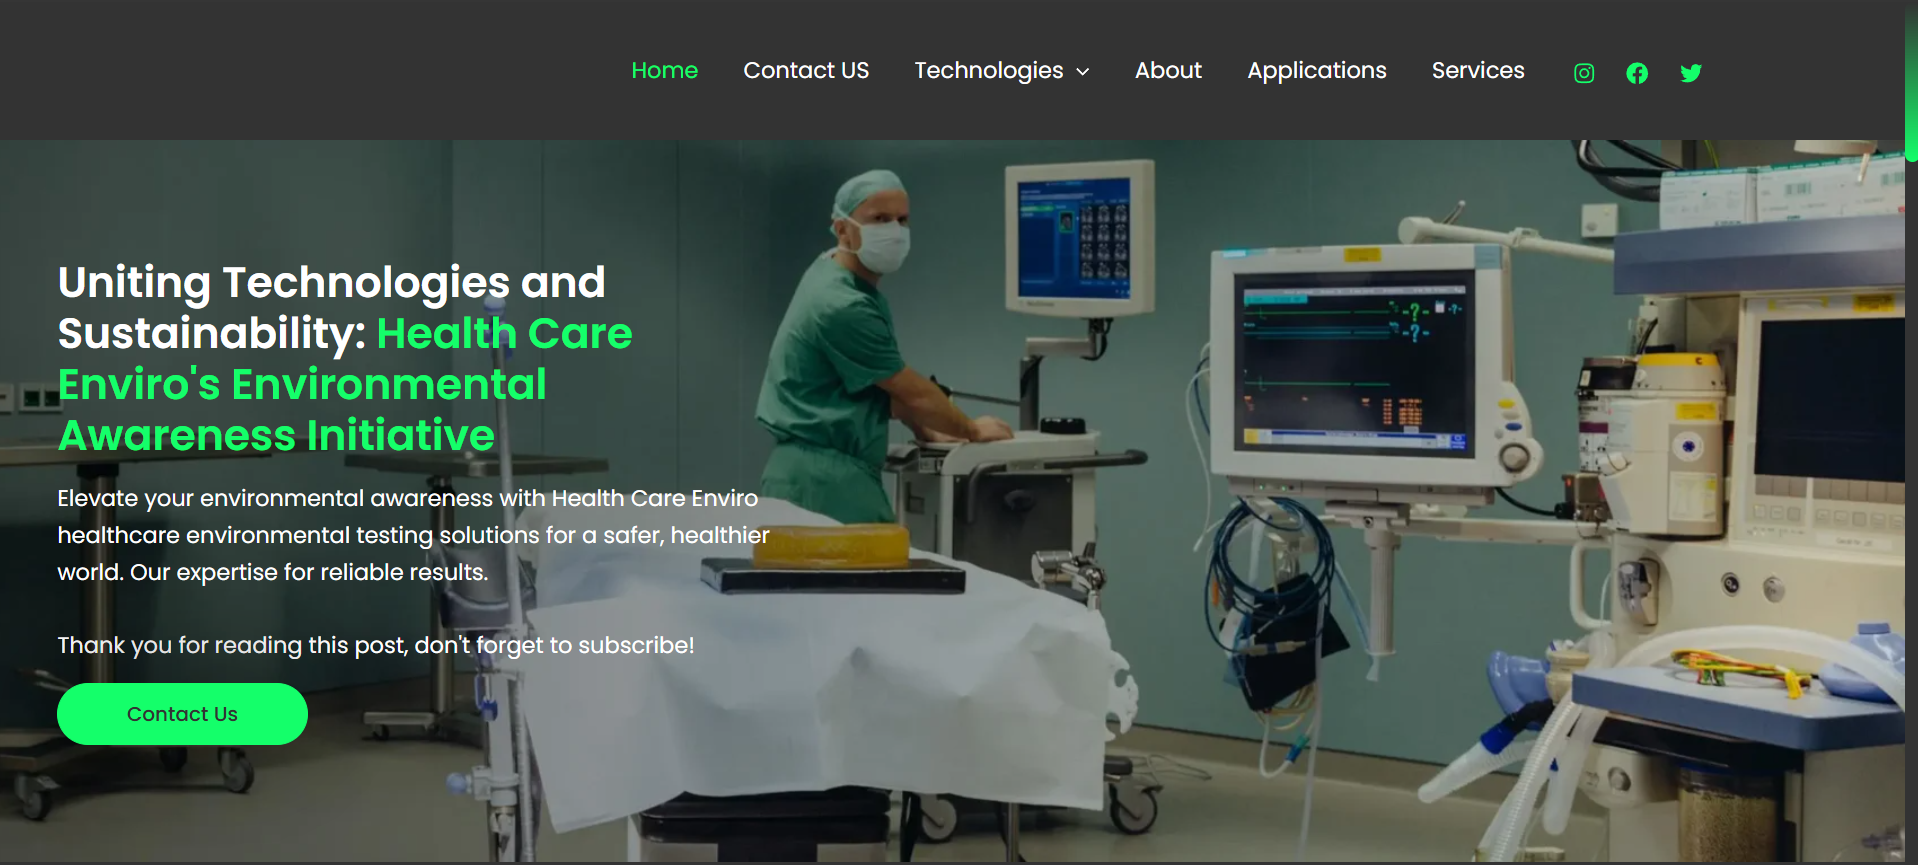 Home Contact US Technologies About Applications Services
Uniting Technologies and
Sustainability: Health Care
Enviro's Environmental
Awareness Initiative
Elevate your environmental awareness with Health Care Enviro
healthcare environmental testing solutions for a safer, healthier
world. Our expertise for reliable results.
Thank you for reading this post, don't forget to subscribe!
Contact Us